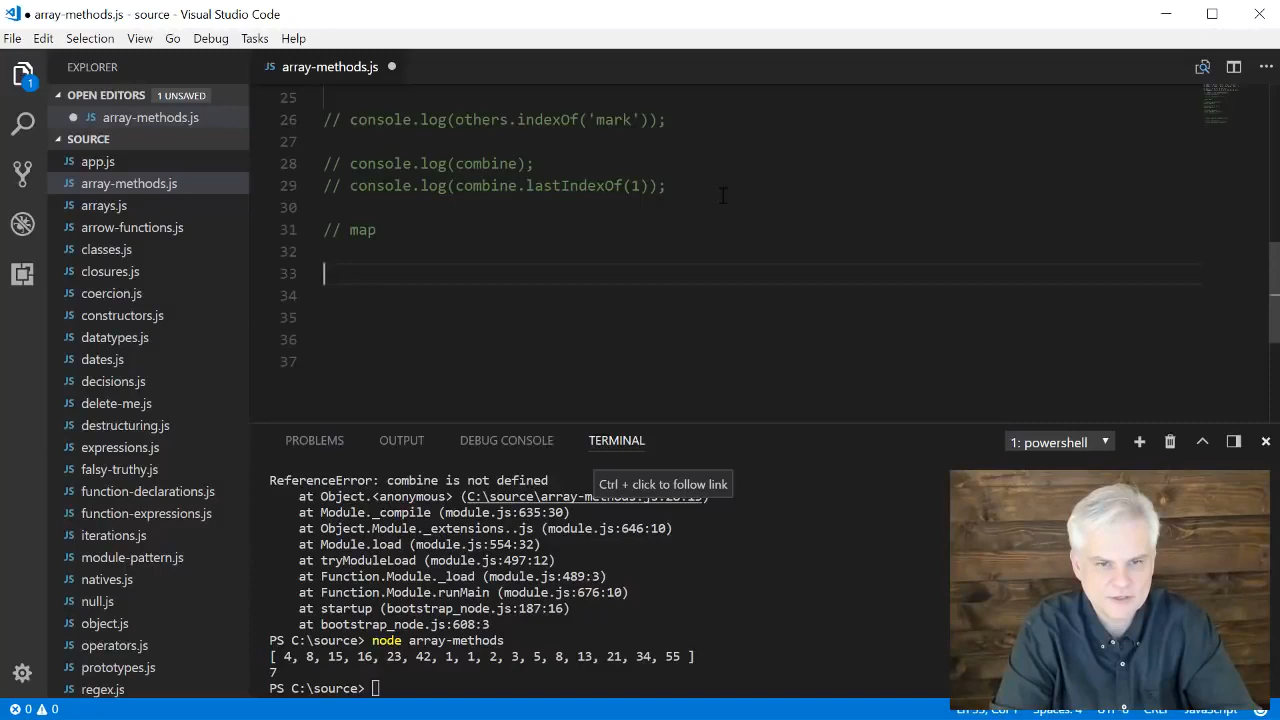 array-methods.js - source - Visual Studio Code
File Edit Selection View Go Debug Tasks Help
EXPLORER
OPEN EDITORS 1 UNSAVED
JS array-methods.js
SOURCE
JS app.js
JS array-methods.js
JS arrays.js
JS arrow-functions.js
JS classes.js
JS closures.js
JS coercion.js
JS constructors.js
JS datatypes.js
JS dates.js
JS decisions.js
JS delete-me.js
JS destructuring.js
JS expressions.js
JS falsy-truthy.js
JS function-declarations.js
JS function-expressions.js
JS iterations.js
JS module-pattern.js
JS natives.js
JS null.js
JS object.js
JS operators.js
JS prototypes.js
JS regex.js
1
JS array-methods.js
25
26 // console.log(others.indexOf('mark'));
27
28 // console.log(combine);
29 // console.log(combine.lastIndexOf(1));
30
31 // map
32
33
34
35
36
37
PROBLEMS OUTPUT DEBUG CONSOLE TERMINAL 1: powershell
ReferenceError: combine is not defined
Ctrl + click to follow link
at Object.<anonymous> (C:\source\array-methods.js:28:13)
at Module._compile (module.js:635:30)
at Object.Module._extensions..js (module.js:646:10)
at Module.load (module.js:554:32)
at tryModuleLoad (module.js:497:12)
at Function.Module._load (module.js:489:3)
at Function.Module.runMain (module.js:676:10)
at startup (bootstrap_node.js:187:16)
at bootstrap_node.js:608:3
PS C:\source> node array-methods
[ 4, 8, 15, 16, 23, 42, 1, 1, 2, 3, 5, 8, 13, 21, 34, 55 ]
7
PS C:\source>
0 0